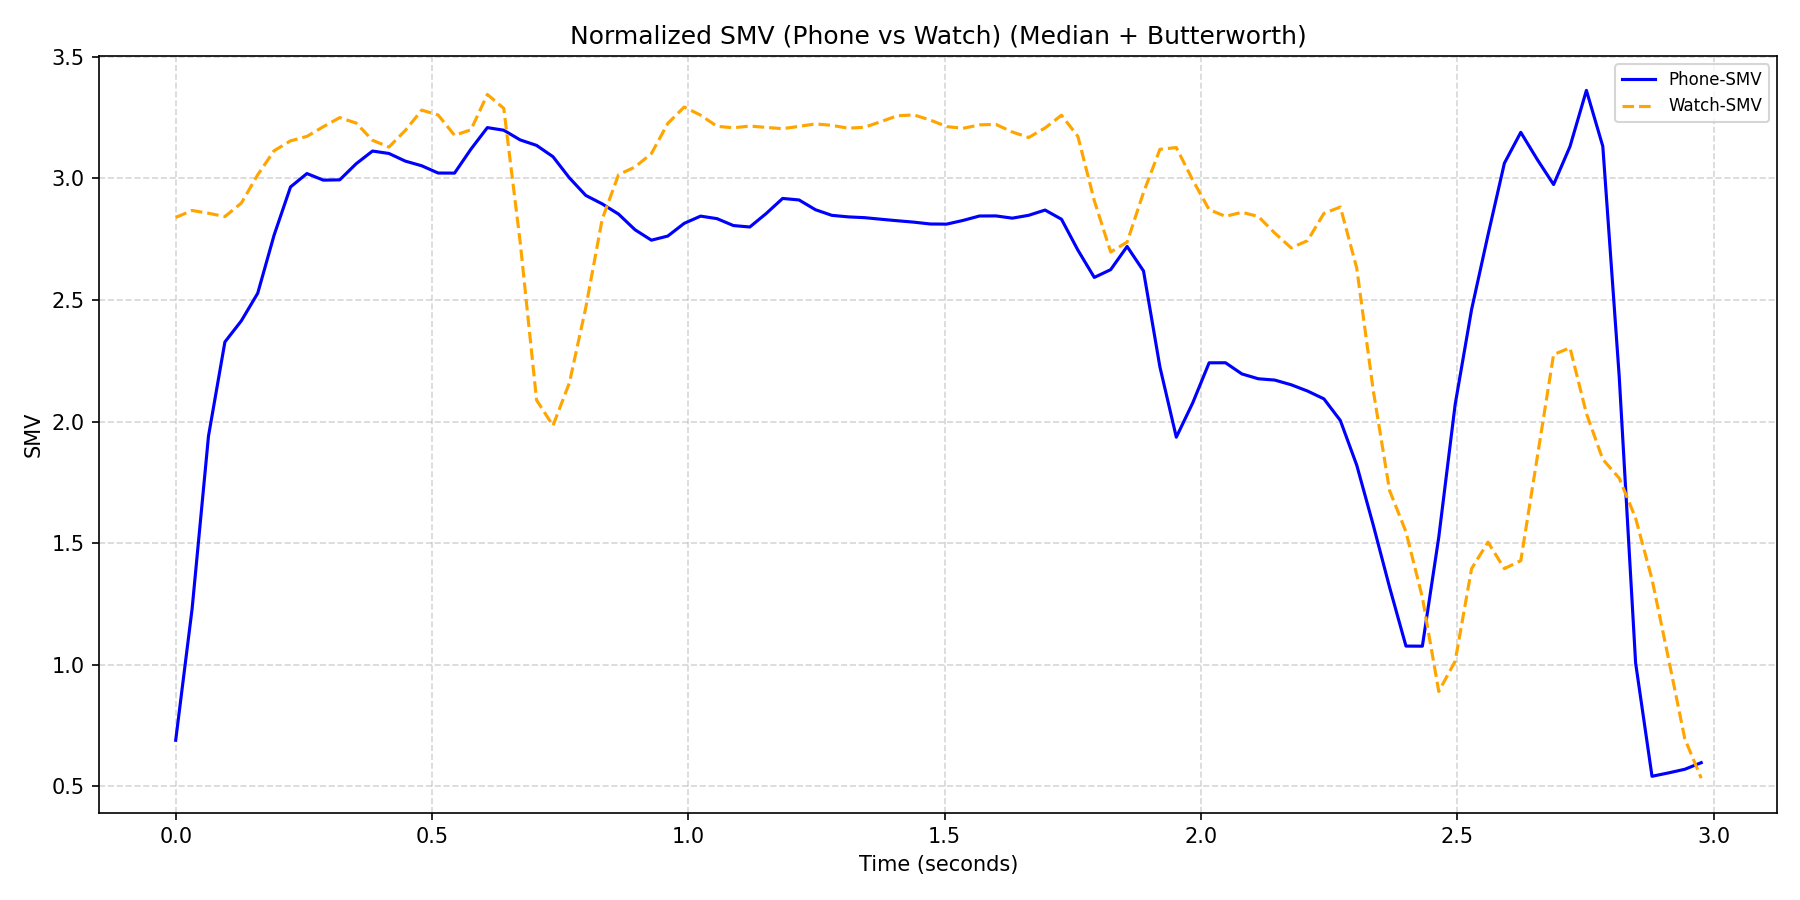 Normalized SMV (Phone vs Watch) (Median + Butterworth)
Phone-SMV
Watch-SMV
SMV
3.5
3.0
2.5
2.0
1.5
1.0
0.5
0.0 0.5 1.0 1.5 2.0 2.5 3.0
Time (seconds)